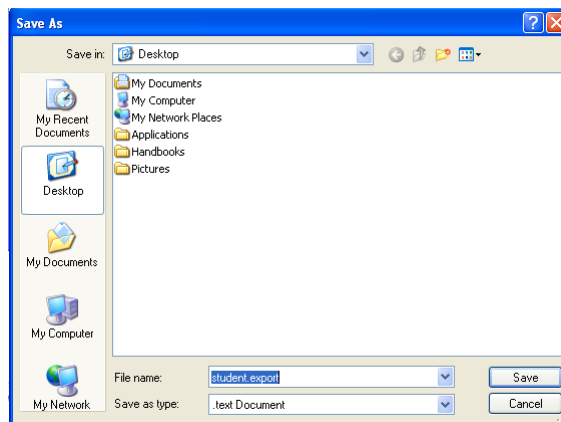 Save As
Save in:
Desktop
My Recent
Documents
Desktop
My Documents
My Computer
My Network
My Documents
My Computer
My Network Places
Applications
Handbooks
Pictures
File name:
student.export
Save
Save as type:
.text Document
Cancel